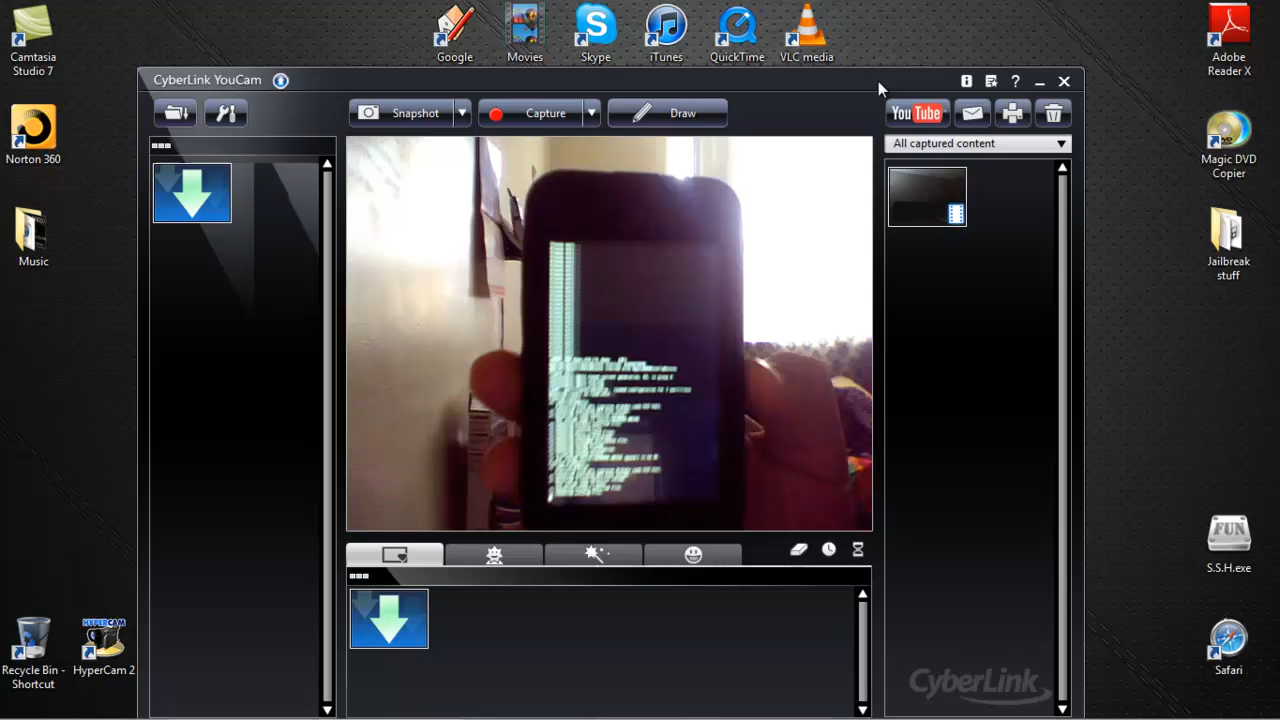 Camtasia
Studio 7
Norton 360
Music
Recycle Bin -
Shortcut
HYPERCAM
HyperCam 2
Google
Movies
Skype
iTunes
QuickTime
VLC media
CyberLink YouCam
Snapshot
Capture
Draw
YouTube
All captured content
CyberLink
Adobe
Reader X
Magic DVD
Copier
Jailbreak
stuff
FUN
S.S.H.exe
Safari